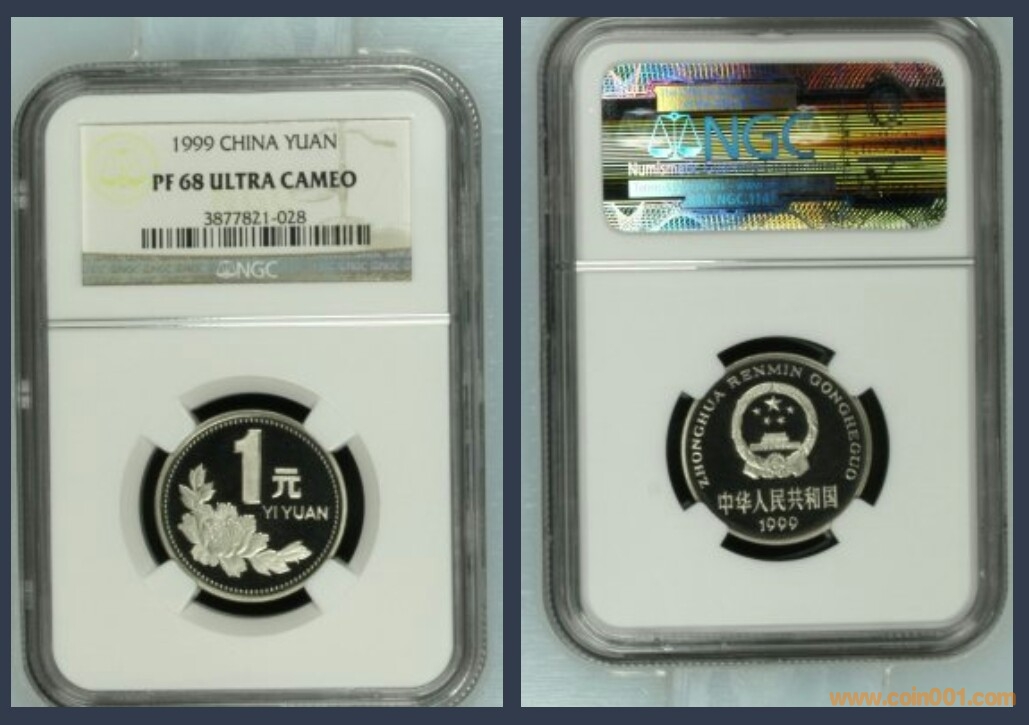 1999 CHINA YUAN
PF 68 ULTRA CAMEO
3877821-028
NGC
1元
YI YUAN
NGC
ZHONGHUA RENMIN GONGHEGUO
中华人民共和国
1999
www.coin001.com